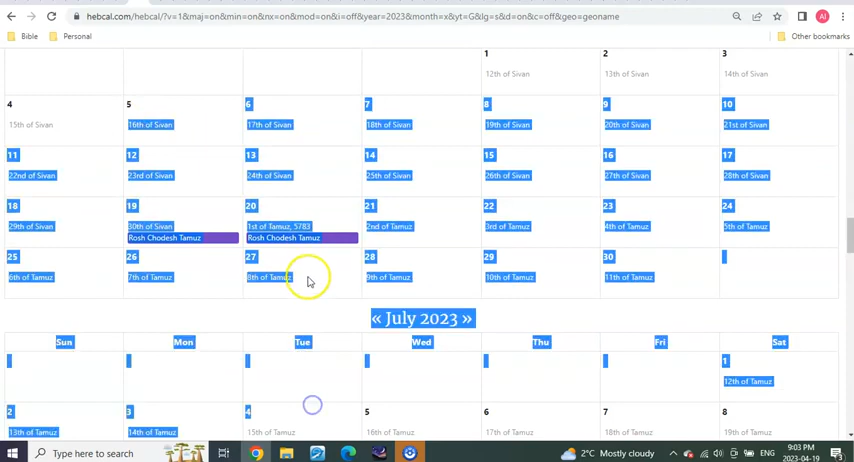 hebcal.com/hebcal/?v=1&maj=on&min=on&nx=on&mod=on&i=off&year=2023&month=x&yt=G&lg=s&d=on&c=off&geo=geoname
AI
Bible Personal Other bookmarks
1 2 3
12th of Sivan 13th of Sivan 14th of Sivan
4 5 6 7 8 9 10
15th of Sivan 16th of Sivan 17th of Sivan 18th of Sivan 19th of Sivan 20th of Sivan 21st of Sivan
11 12 13 14 15 16 17
22nd of Sivan 23rd of Sivan 24th of Sivan 25th of Sivan 26th of Sivan 27th of Sivan 28th of Sivan
18 19 20 21 22 23 24
29th of Sivan 30th of Sivan 1st of Tamuz, 5783 2nd of Tamuz 3rd of Tamuz 4th of Tamuz 5th of Tamuz
Rosh Chodesh Tamuz Rosh Chodesh Tamuz
25 26 27 28 29 30
6th of Tamuz 7th of Tamuz 8th of Tamuz 9th of Tamuz 10th of Tamuz 11th of Tamuz
« July 2023 »
Sun Mon Tue Wed Thu Fri Sat
1
12th of Tamuz
2 3 4 5 6 7 8
13th of Tamuz 14th of Tamuz 15th of Tamuz 16th of Tamuz 17th of Tamuz 18th of Tamuz 19th of Tamuz
Type here to search
2°C Mostly cloudy
ENG
9:03 PM
2023-04-19
3